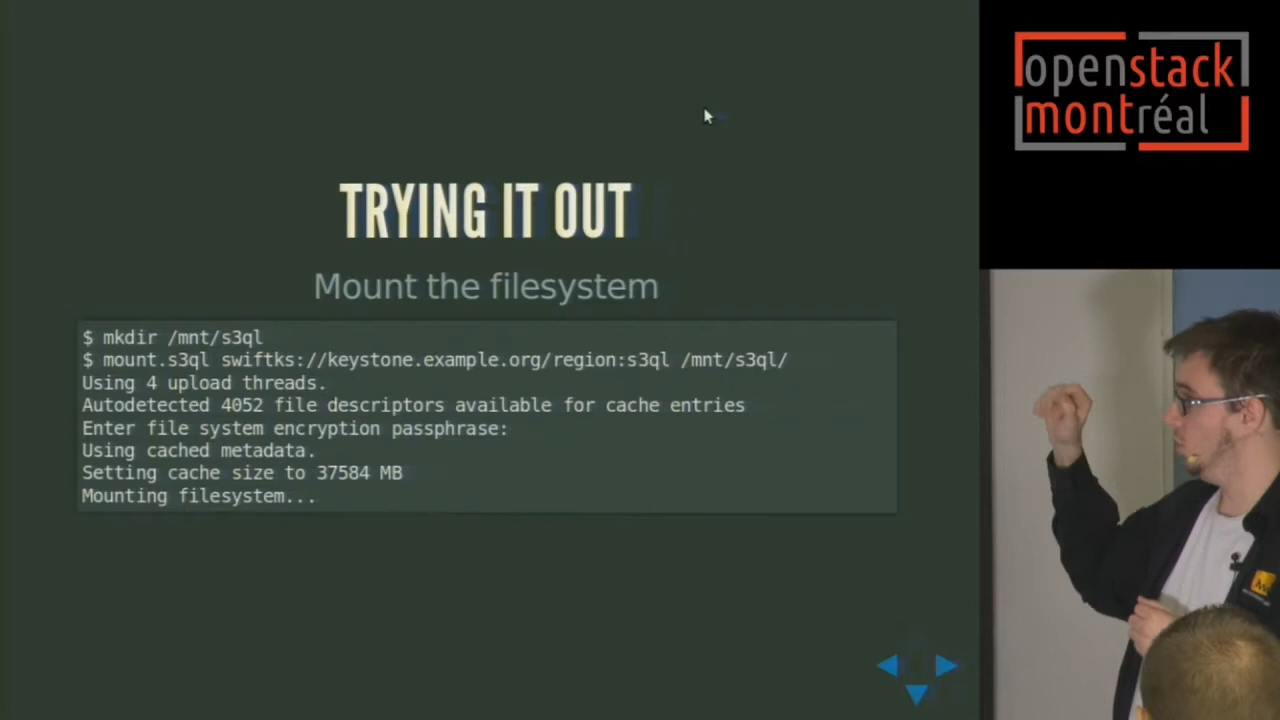 openstack
montréal
TRYING IT OUT
Mount the filesystem
$ mkdir /mnt/s3ql
$ mount.s3ql swiftks://keystone.example.org/region:s3ql /mnt/s3ql/
Using 4 upload threads.
Autodetected 4052 file descriptors available for cache entries
Enter file system encryption passphrase:
Using cached metadata.
Setting cache size to 37584 MB
Mounting filesystem...